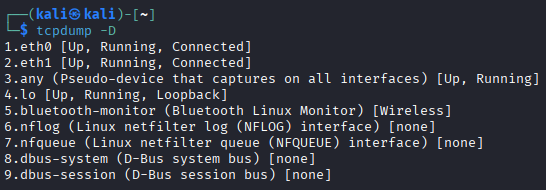 ┌──(kali㉿kali)-[~]
└─$ tcpdump -D
1.eth0 [Up, Running, Connected]
2.eth1 [Up, Running, Connected]
3.any (Pseudo-device that captures on all interfaces) [Up, Running]
4.lo [Up, Running, Loopback]
5.bluetooth-monitor (Bluetooth Linux Monitor) [Wireless]
6.nflog (Linux netfilter log (NFLOG) interface) [none]
7.nfqueue (Linux netfilter queue (NFQUEUE) interface) [none]
8.dbus-system (D-Bus system bus) [none]
9.dbus-session (D-Bus session bus) [none]